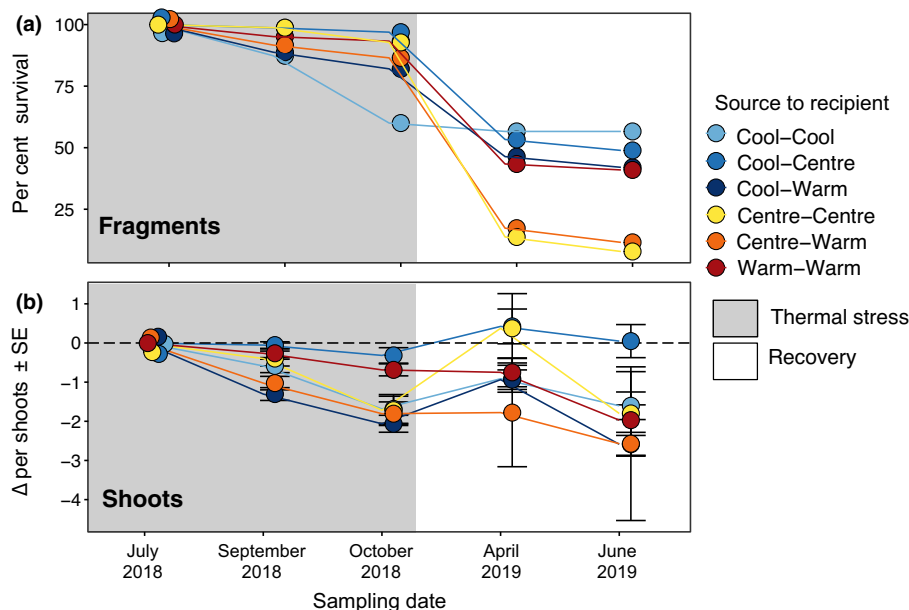 (a)
100
75
50
25
Per cent survival
Fragments
(b)
1
0
−1
−2
−3
−4
Δ per shoots ± SE
Shoots
July 2018
September 2018
October 2018
April 2019
June 2019
Sampling date
Source to recipient
Cool−Cool
Cool−Centre
Cool−Warm
Centre−Centre
Centre−Warm
Warm−Warm
Thermal stress
Recovery